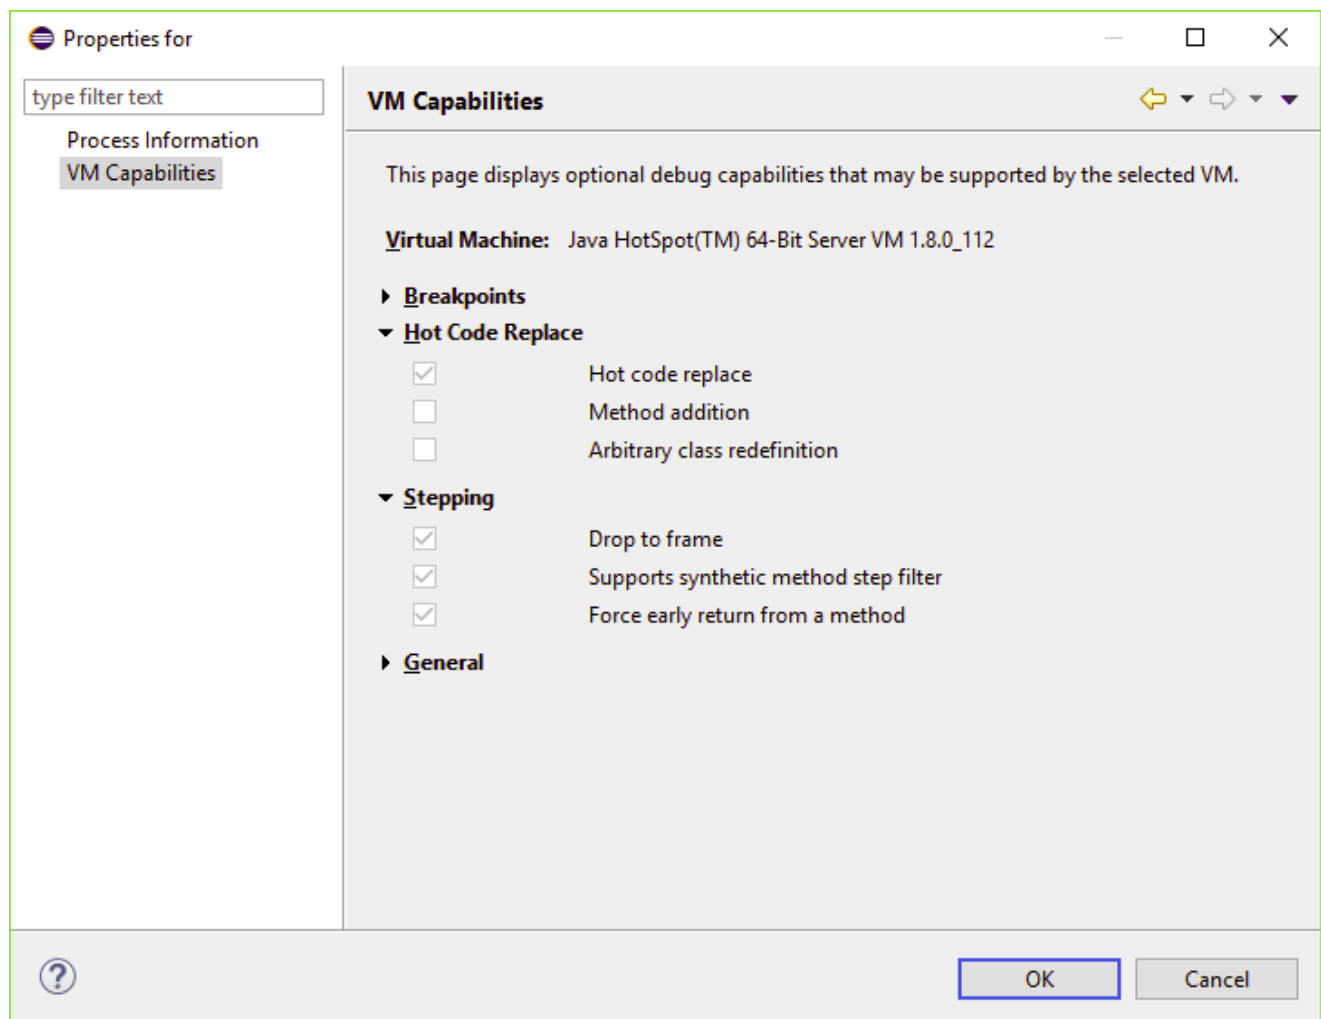 Properties for
type filter text
Process Information
VM Capabilities
VM Capabilities
This page displays optional debug capabilities that may be supported by the selected VM.
Virtual Machine: Java HotSpot(TM) 64-Bit Server VM 1.8.0_112
Breakpoints
Hot Code Replace
Hot code replace
Method addition
Arbitrary class redefinition
Stepping
Drop to frame
Supports synthetic method step filter
Force early return from a method
General
?
OK
Cancel